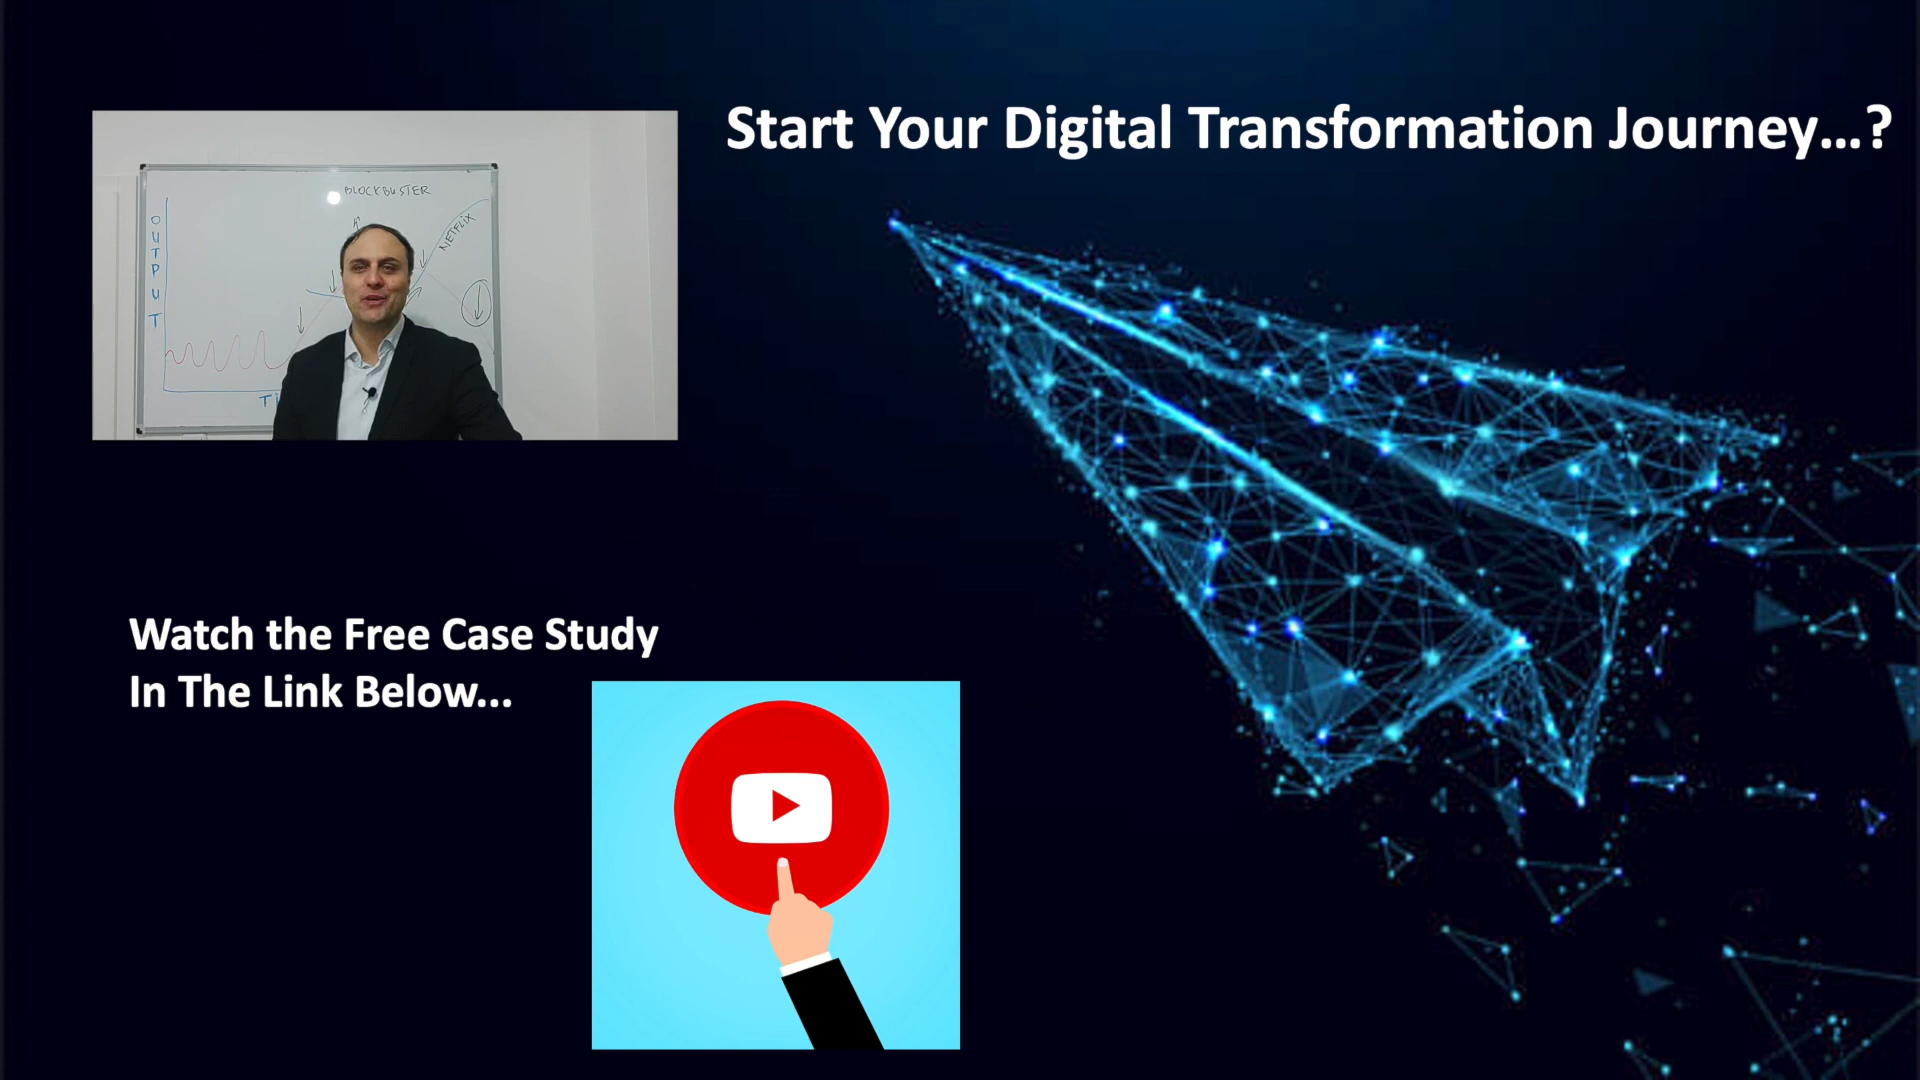 Start Your Digital Transformation Journey...?
BLOCKBUSTER
NETFLIX
OUTPUT
Watch the Free Case Study
In The Link Below...